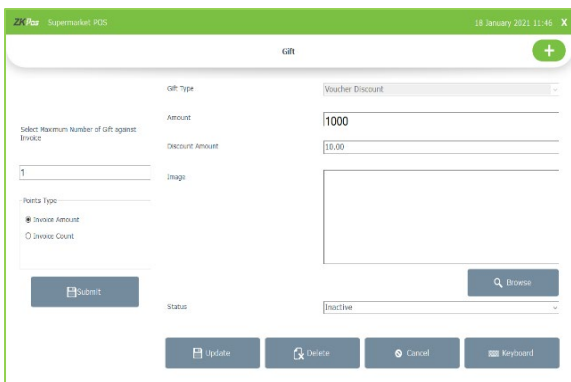 ZKPos Supermarket POS 18 January 2021 11:46 X
Gift
+
Gift Type Voucher Discount
Amount 1000
Select Maximum Number of Gift against
Invoice
Discount Amount 10.00
1
Image
Points Type
Invoice Amount
Invoice Count
Submit
Browse
Status Inactive
Update Delete Cancel Keyboard